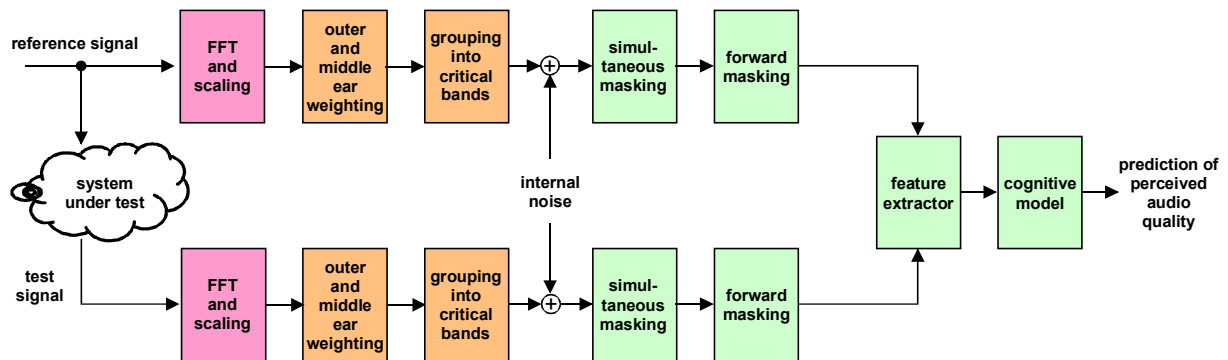 reference signal
FFT
and
scaling
outer
and
middle
ear
weighting
grouping
into
critical
bands
simul-
taneous
masking
forward
masking
system
under test
internal
noise
feature
extractor
cognitive
model
prediction of
perceived
audio
quality
test
signal
FFT
and
scaling
outer
and
middle
ear
weighting
grouping
into
critical
bands
simul-
taneous
masking
forward
masking